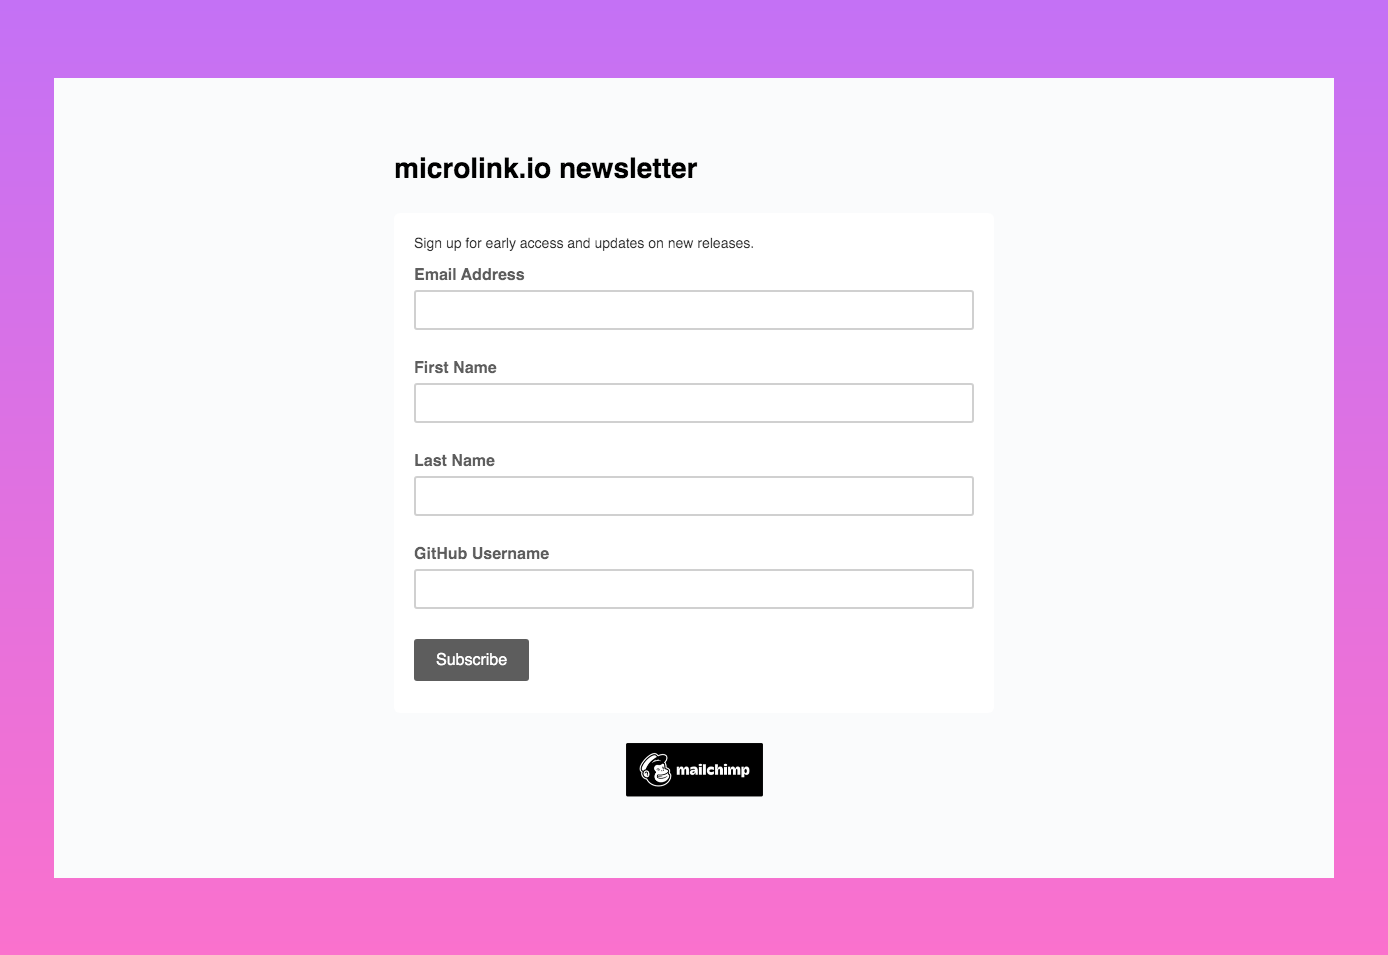 microlink.io newsletter
Sign up for early access and updates on new releases.
Email Address
First Name
Last Name
GitHub Username
Subscribe
mailchimp